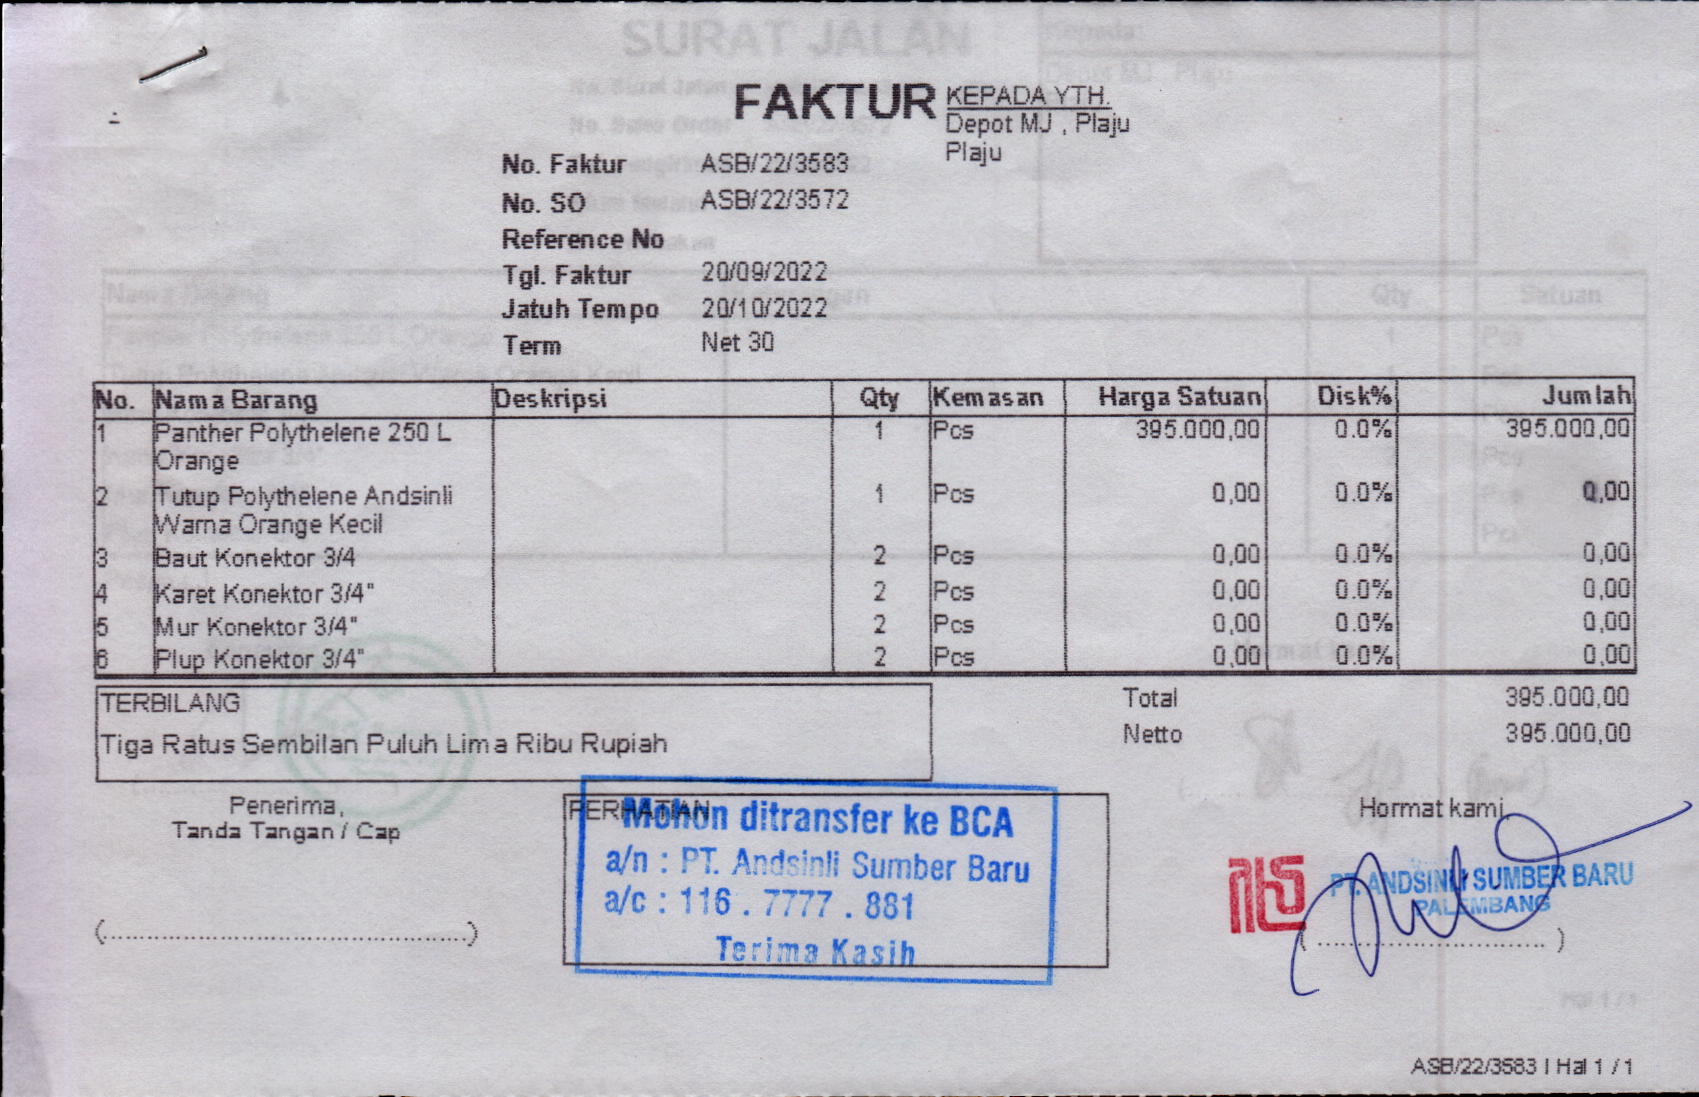 SURAT JALAN
Kepada:
FAKTUR
KEPADA YTH.
Depot MJ , Plaju
Plaju
No. Faktur ASB/22/3583
No. SO ASB/22/3572
Reference No
Tgl. Faktur 20/09/2022
Jatuh Tempo 20/10/2022
Term Net 30
No. Nama Barang Deskripsi Qty Kemasan Harga Satuan Disk% Jumlah
1 Panther Polythelene 250 L 1 Pcs 395.000,00 0.0% 395.000,00
Orange
2 Tutup Polythelene Andsinli 1 Pcs 0,00 0.0% 0,00
Warna Orange Kecil
3 Baut Konektor 3/4 2 Pcs 0,00 0.0% 0,00
4 Karet Konektor 3/4" 2 Pcs 0,00 0.0% 0,00
5 Mur Konektor 3/4" 2 Pcs 0,00 0.0% 0,00
6 Plup Konektor 3/4" 2 Pcs 0,00 0.0% 0,00
TERBILANG
Tiga Ratus Sembilan Puluh Lima Ribu Rupiah
Total 395.000,00
Netto 395.000,00
Penerima,
Tanda Tangan / Cap
(................................................)
PERHATIAN
Mohon ditransfer ke BCA
a/n : PT. Andsinli Sumber Baru
a/c : 116 . 7777 . 881
Terima Kasih
Hormat kami,
PT. ANDSINLI SUMBER BARU
PALEMBANG
(..............................)
ASB/22/3583 | Hal 1 / 1